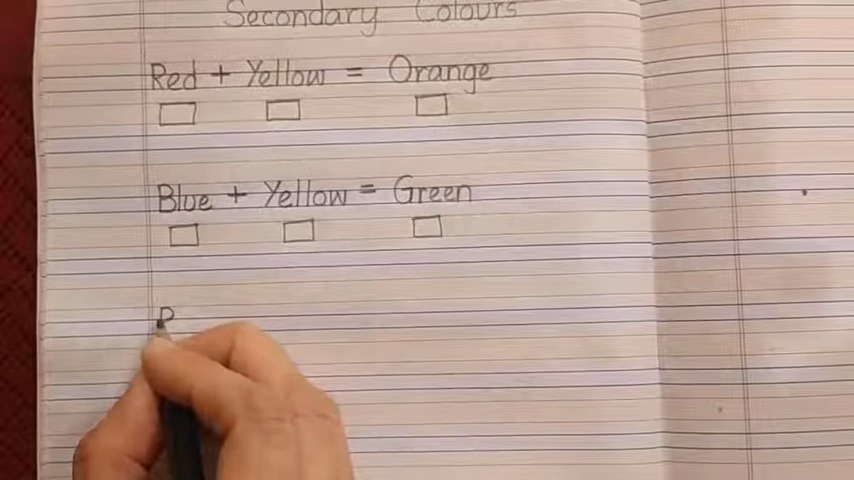 Secondary Colours
Red + Yellow = Orange
Blue + Yellow = Green